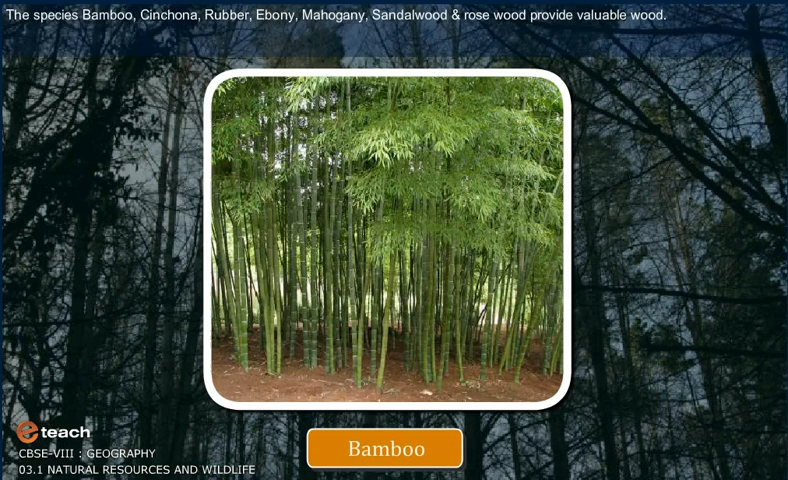 The species Bamboo, Cinchona, Rubber, Ebony, Mahogany, Sandalwood & rose wood provide valuable wood.
Bamboo
eteach
CBSE-VIII : GEOGRAPHY
03.1 NATURAL RESOURCES AND WILDLIFE